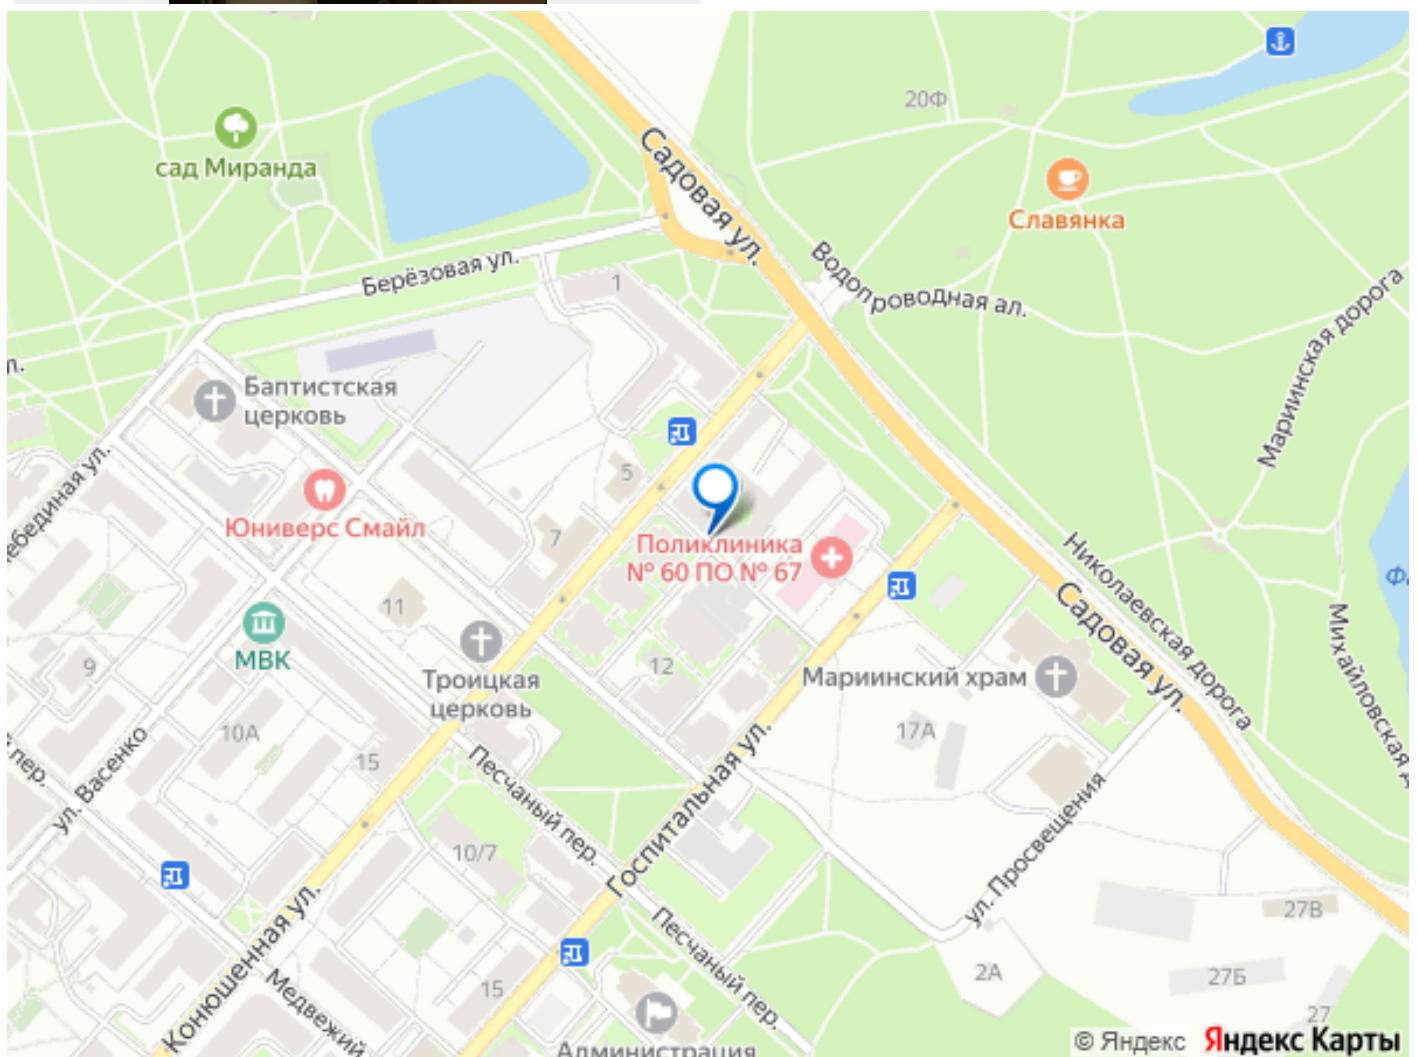 20Ф
сад Миранда
Садовая ул.
Славянка
Берёзовая ул.
Водопроводная ал.
Мариинская дорога
1
л.
Баптистская
церковь
5
Юниверс Смайл
7
Поликлиника
№ 60 ПО № 67
Николаевская дорога
Садовая ул.
11
МВК
9
Троицкая
церковь
12
Мариинский храм
17А
10А
15
ул. Васенко
пер.
Песчаный пер.
Госпитальная ул.
10/7
ул. Просвещения
Конюшенная ул.
Медвежий
Песчаный пер.
15
2А
27В
27Б
27
Администрация
© Яндекс Яндекс Карты